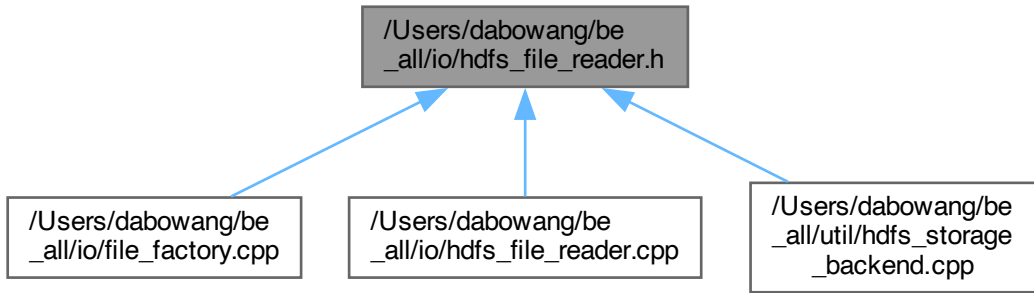 /Users/dabowang/be
_all/io/hdfs_file_reader.h
/Users/dabowang/be
_all/io/file_factory.cpp
/Users/dabowang/be
_all/io/hdfs_file_reader.cpp
/Users/dabowang/be
_all/util/hdfs_storage
_backend.cpp